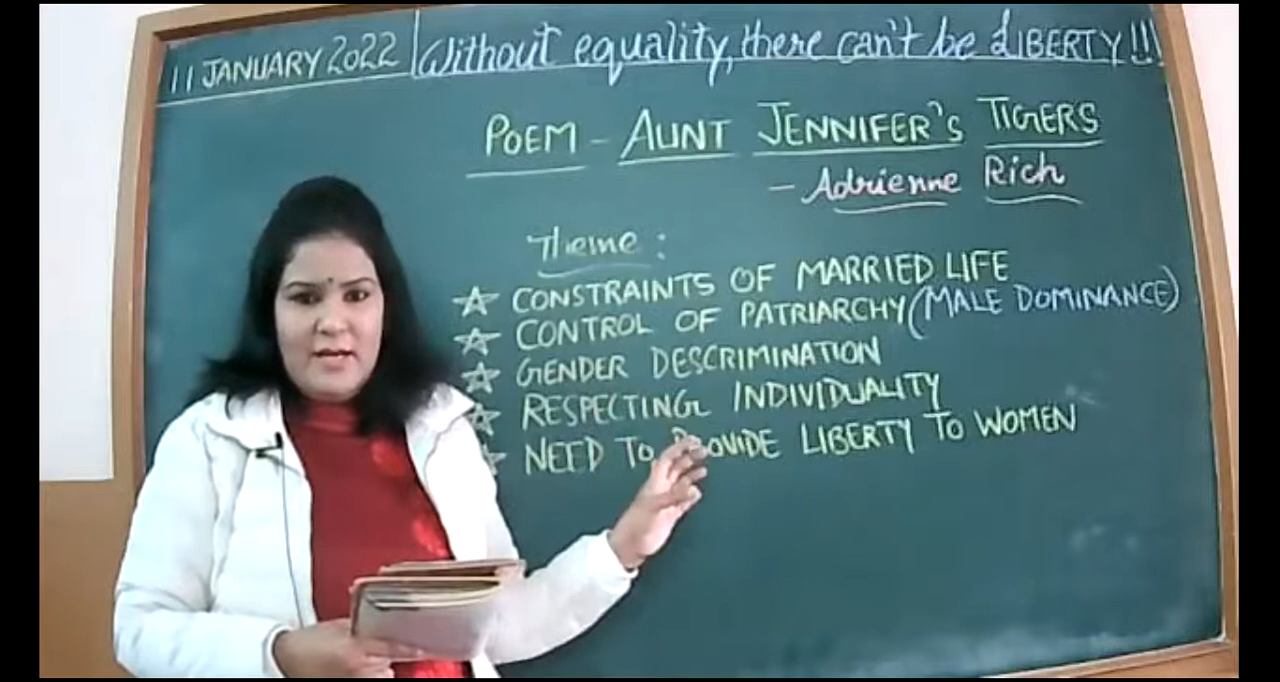 11 JANUARY 2022 Without equality, there can't be LIBERTY!!
POEM - AUNT JENNIFER'S TIGERS
- Adrienne Rich
Theme:
☆ CONSTRAINTS OF MARRIED LIFE
☆ CONTROL OF PATRIARCHY (MALE DOMINANCE)
☆ GENDER DESCRIMINATION
☆ RESPECTING INDIVIDUALITY
☆ NEED TO PROVIDE LIBERTY TO WOMEN